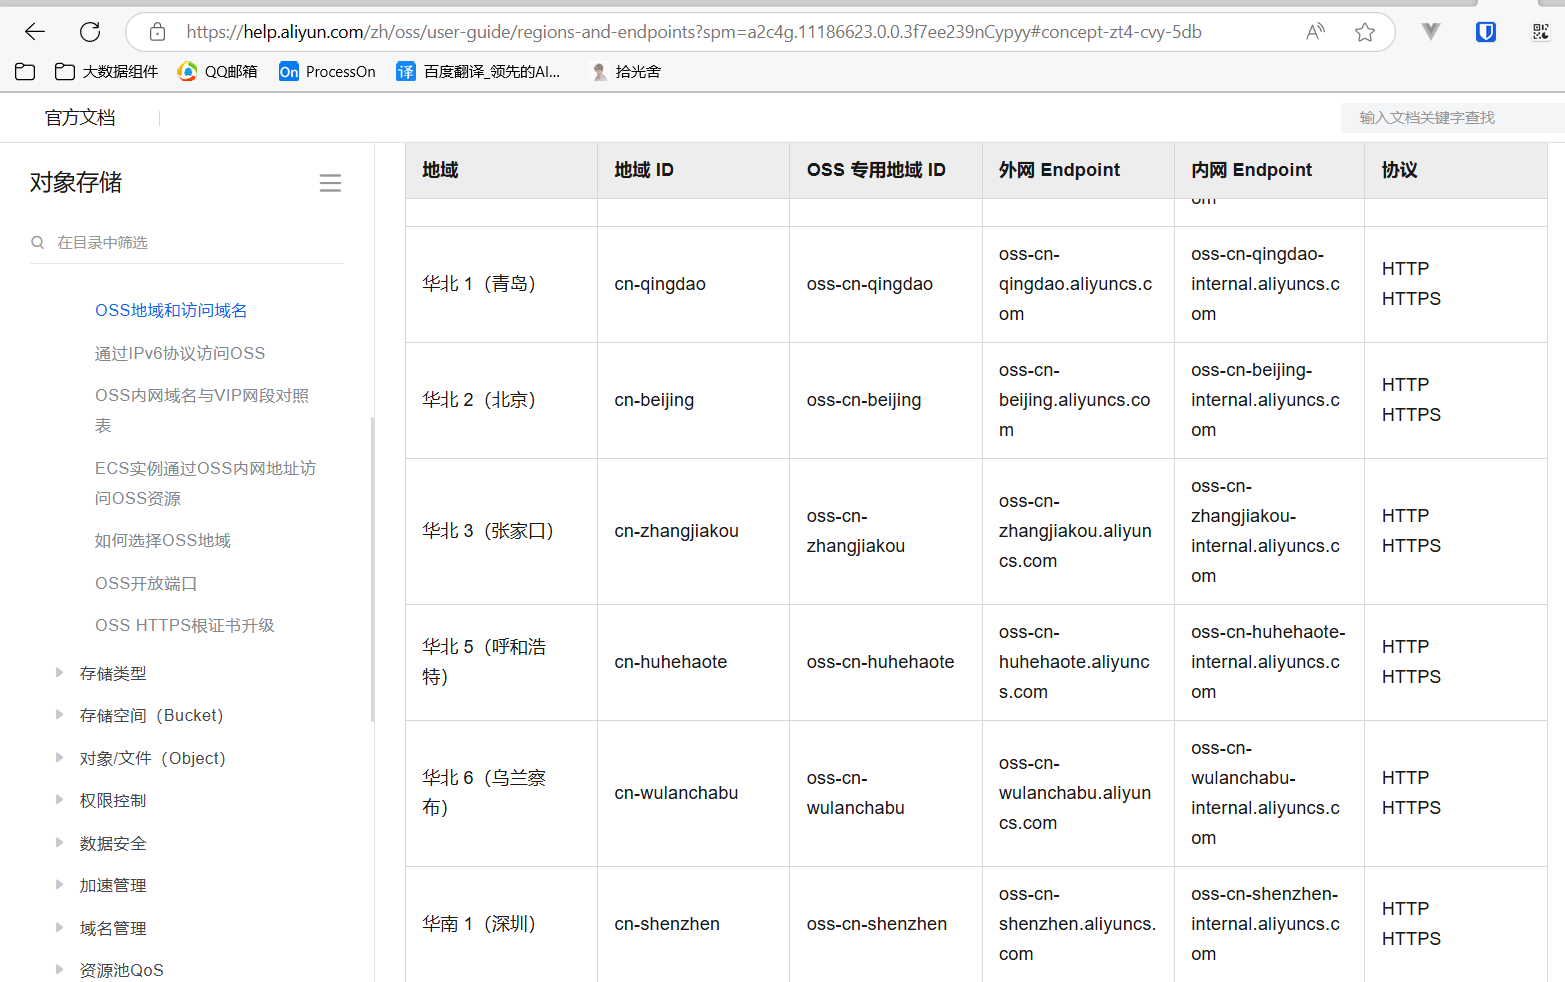 https://help.aliyun.com/zh/oss/user-guide/regions-and-endpoints?spm=a2c4g.11186623.0.0.3f7ee239nCypyy#concept-zt4-cvy-5db
大数据组件 QQ邮箱 On ProcessOn 译 百度翻译_领先的AI... 拾光舍
官方文档
输入文档关键字查找
对象存储
在目录中筛选
OSS地域和访问域名
通过IPv6协议访问OSS
OSS内网域名与VIP网段对照
表
ECS实例通过OSS内网地址访
问OSS资源
如何选择OSS地域
OSS开放端口
OSS HTTPS根证书升级
存储类型
存储空间（Bucket）
对象/文件（Object）
权限控制
数据安全
加速管理
域名管理
资源池QoS
地域 地域 ID OSS 专用地域 ID 外网 Endpoint 内网 Endpoint 协议
om
华北 1（青岛）
cn-qingdao
oss-cn-qingdao
oss-cn-
qingdao.aliyuncs.c
om
oss-cn-qingdao-
internal.aliyuncs.c
om
HTTP
HTTPS
华北 2（北京）
cn-beijing
oss-cn-beijing
oss-cn-
beijing.aliyuncs.co
m
oss-cn-beijing-
internal.aliyuncs.c
om
HTTP
HTTPS
华北 3（张家口）
cn-zhangjiakou
oss-cn-
zhangjiakou
oss-cn-
zhangjiakou.aliyun
cs.com
oss-cn-
zhangjiakou-
internal.aliyuncs.c
om
HTTP
HTTPS
华北 5（呼和浩
特）
cn-huhehaote
oss-cn-huhehaote
oss-cn-
huhehaote.aliyunc
s.com
oss-cn-huhehaote-
internal.aliyuncs.c
om
HTTP
HTTPS
华北 6（乌兰察
布）
cn-wulanchabu
oss-cn-
wulanchabu
oss-cn-
wulanchabu.aliyun
cs.com
oss-cn-
wulanchabu-
internal.aliyuncs.c
om
HTTP
HTTPS
华南 1（深圳）
cn-shenzhen
oss-cn-shenzhen
oss-cn-
shenzhen.aliyuncs.
com
oss-cn-shenzhen-
internal.aliyuncs.c
om
HTTP
HTTPS